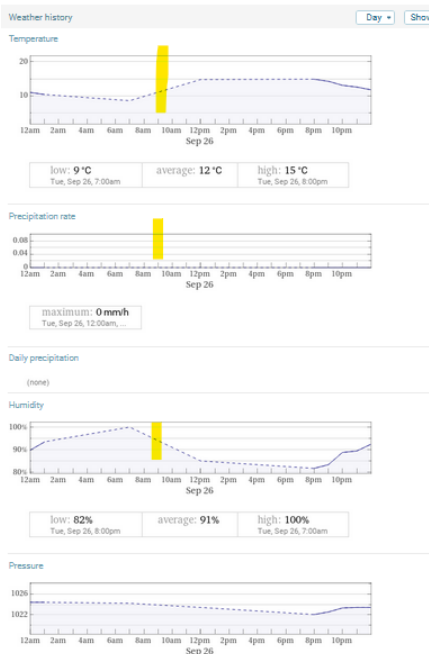 Weather history
Day
Show
Temperature
20
10
12am 2am 4am 6am 8am 10am 12pm 2pm 4pm 6pm 8pm 10pm
Sep 26
low: 9 °C average: 12 °C high: 15 °C
Tue, Sep 26, 7:00am Tue, Sep 26, 8:00pm
Precipitation rate
0.08
0.04
0
12am 2am 4am 6am 8am 10am 12pm 2pm 4pm 6pm 8pm 10pm
Sep 26
maximum: 0 mm/h
Tue, Sep 26, 12:00am, ...
Daily precipitation
(none)
Humidity
100%
90%
80%
12am 2am 4am 6am 8am 10am 12pm 2pm 4pm 6pm 8pm 10pm
Sep 26
low: 82% average: 91% high: 100%
Tue, Sep 26, 8:00pm Tue, Sep 26, 7:00am
Pressure
1026
1022
12am 2am 4am 6am 8am 10am 12pm 2pm 4pm 6pm 8pm 10pm
Sep 26